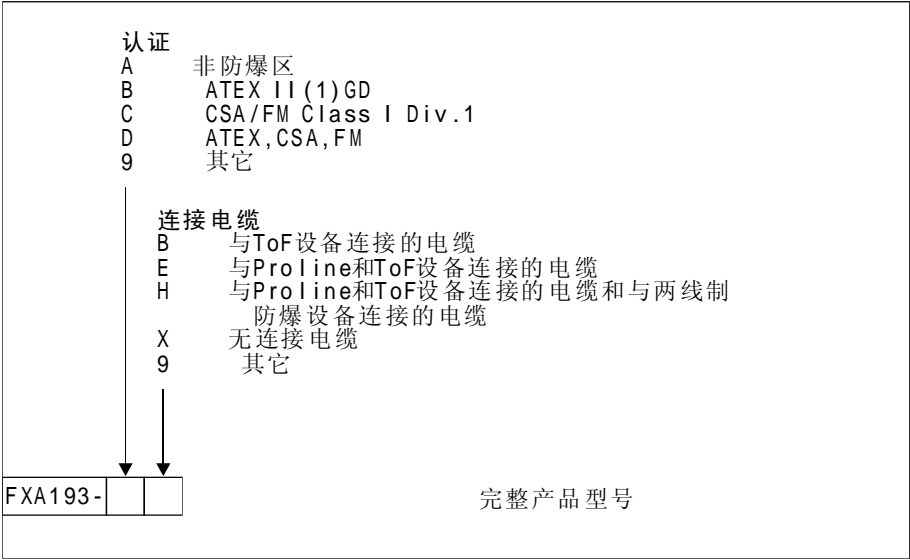 认证
A 非防爆区
B ATEX II(1)GD
C CSA/FM Class I Div.1
D ATEX,CSA,FM
9 其它
连接电缆
B 与ToF设备连接的电缆
E 与Proline和ToF设备连接的电缆
H 与Proline和ToF设备连接的电缆和与两线制
防爆设备连接的电缆
X 无连接电缆
9 其它
FXA193- 完整产品型号